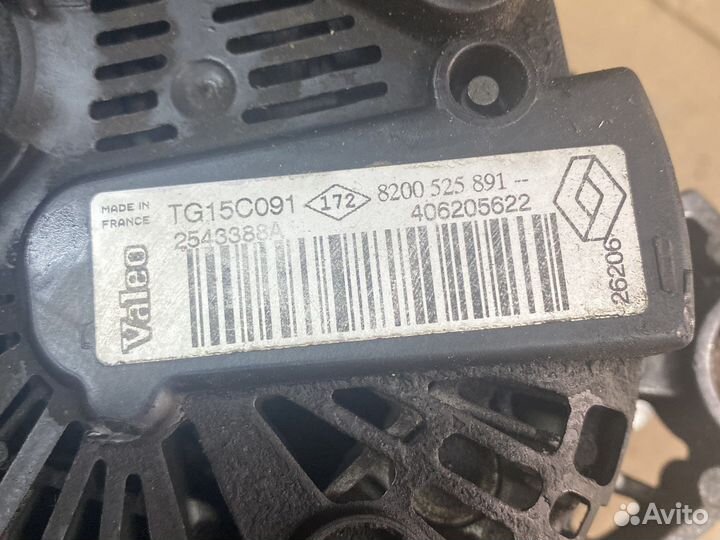 MADE IN
FRANCE
TG15C091
172
8200 525 891 --
2543388A
406205622
Valeo
26206
Avito